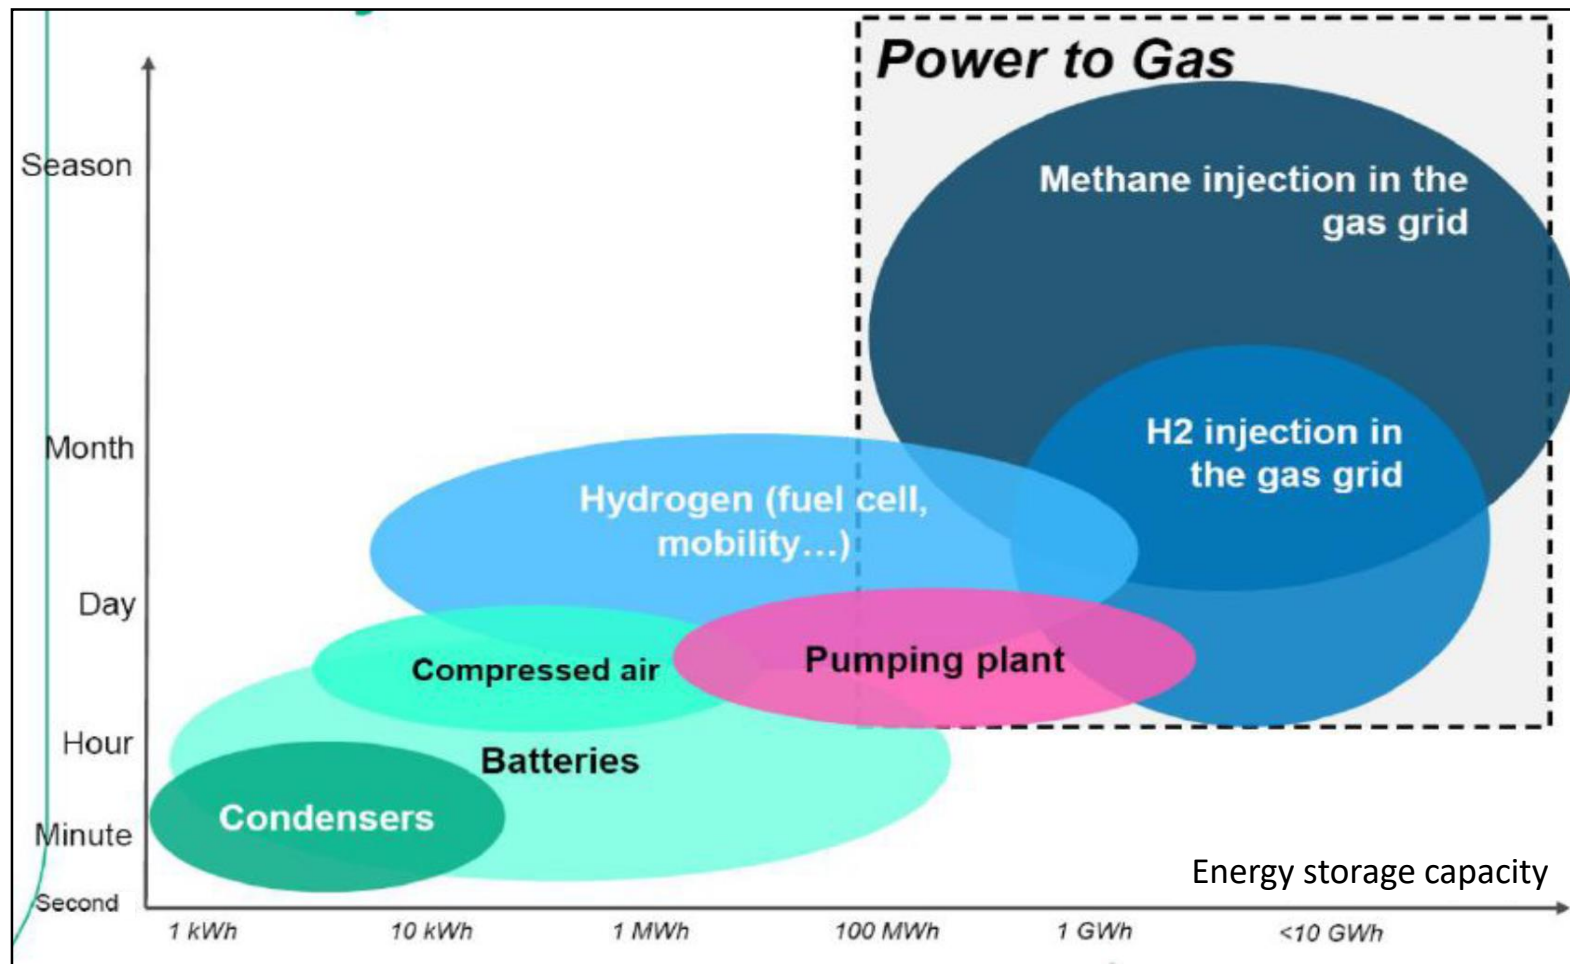 Power to Gas
Season
Methane injection in the
gas grid
Month
H2 injection in
the gas grid
Hydrogen (fuel cell,
mobility...)
Day
Compressed air
Pumping plant
Hour
Batteries
Condensers
Minute
Energy storage capacity
Second
1 kWh
10 kWh
1 MWh
100 MWh
1 GWh
<10 GWh